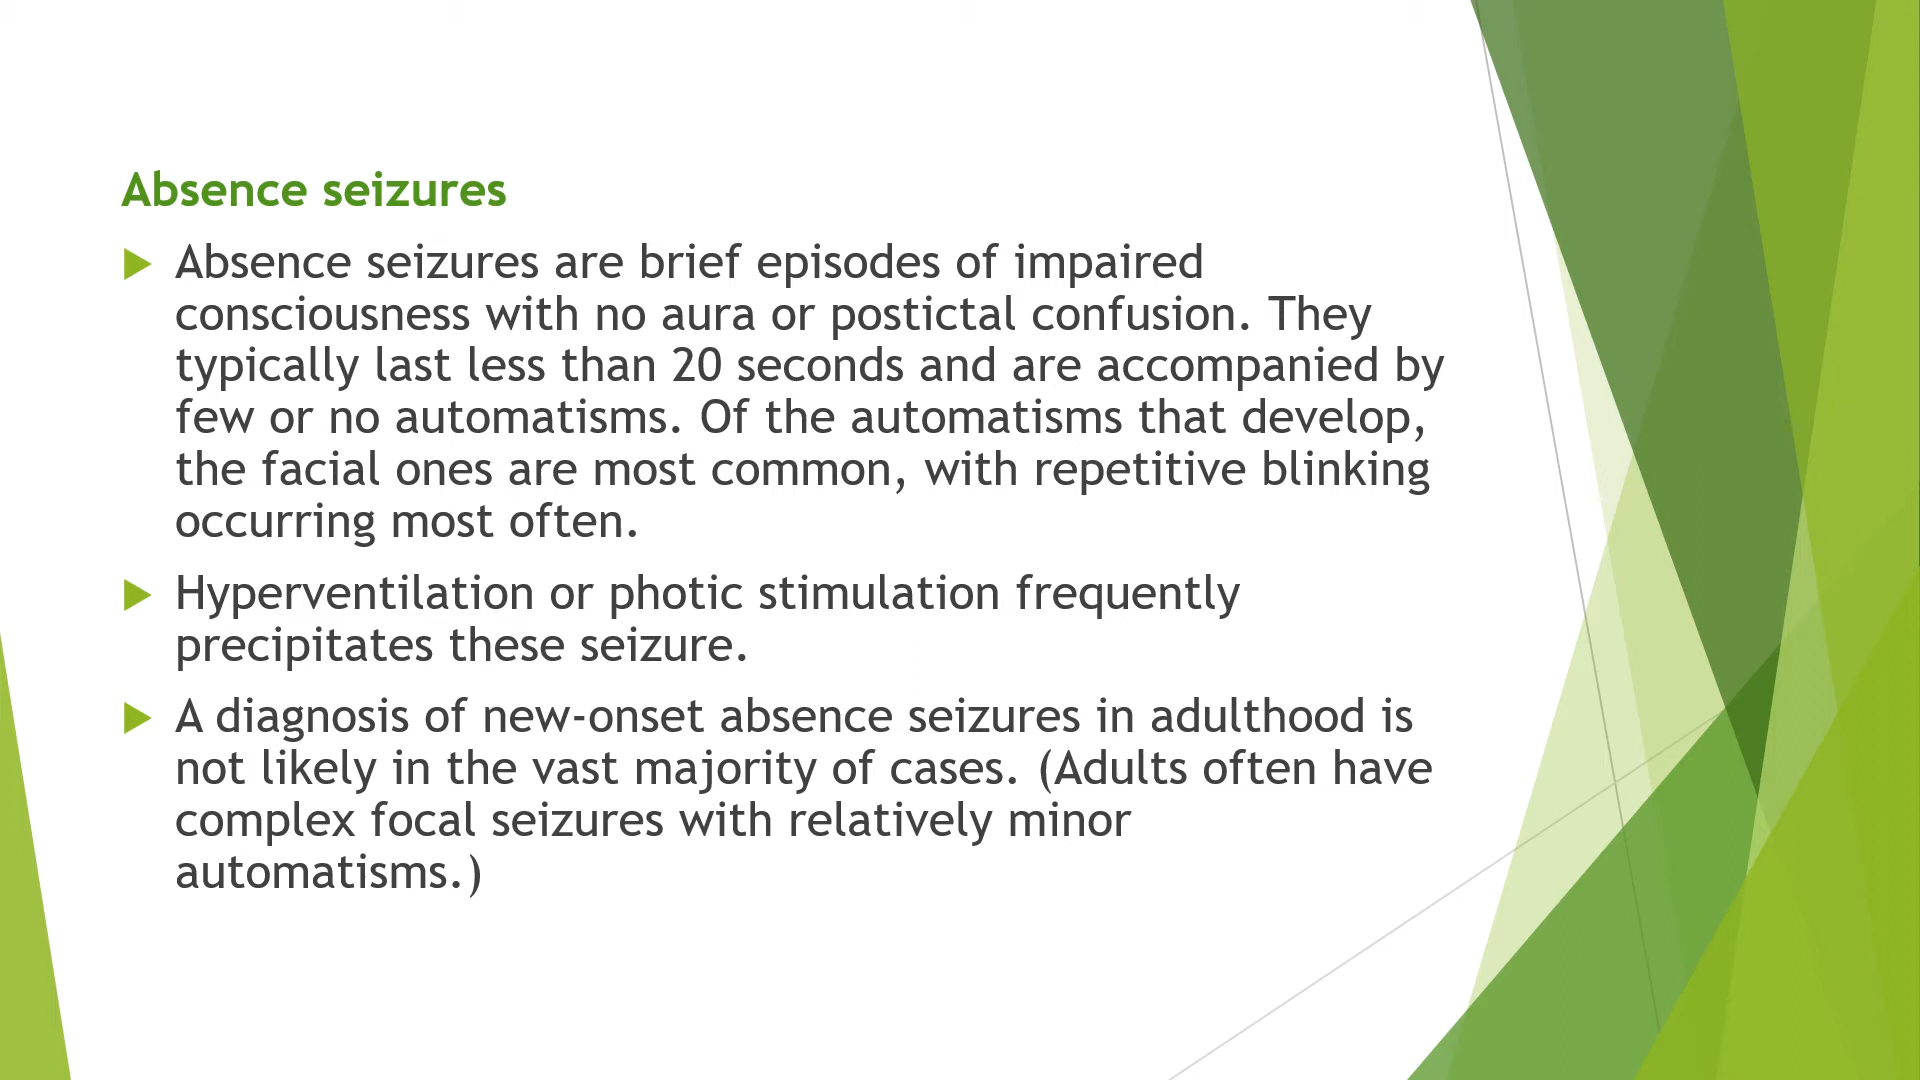 Absence seizures
Absence seizures are brief episodes of impaired
consciousness with no aura or postictal confusion. They
typically last less than 20 seconds and are accompanied by
few or no automatisms. Of the automatisms that develop,
the facial ones are most common, with repetitive blinking
occurring most often.
Hyperventilation or photic stimulation frequently
precipitates these seizure.
A diagnosis of new-onset absence seizures in adulthood is
not likely in the vast majority of cases. (Adults often have
complex focal seizures with relatively minor
automatisms.)